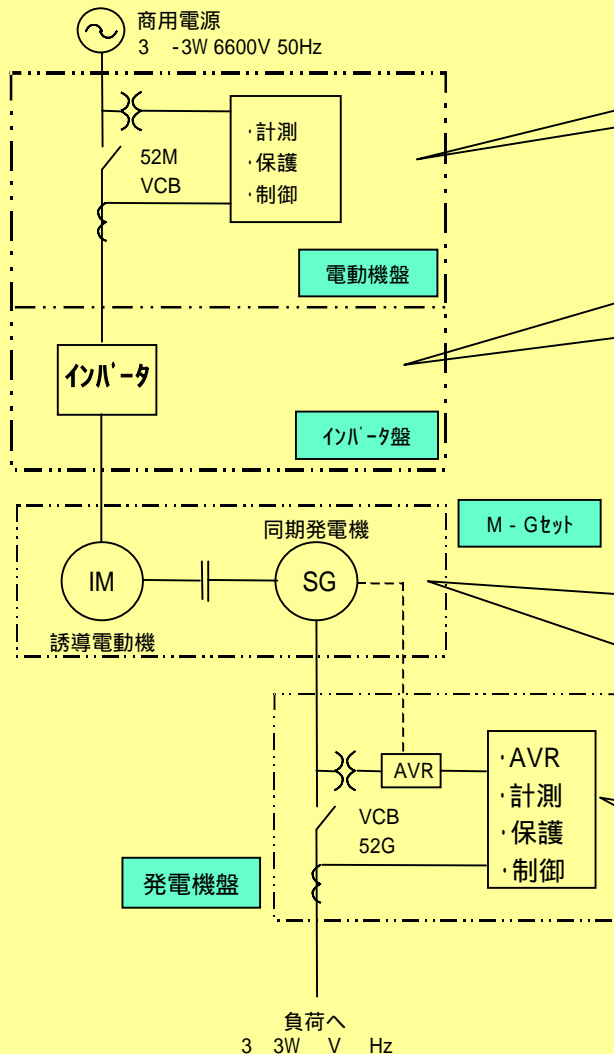 商用電源
3 -3W 6600V 50Hz
・計測
・保護
・制御
52M
VCB
電動機盤
インバータ
インバータ盤
M - Gセット
同期発電機
IM
SG
誘導電動機
AVR
・AVR
・計測
・保護
・制御
VCB
52G
発電機盤
負荷へ
3 3W V Hz